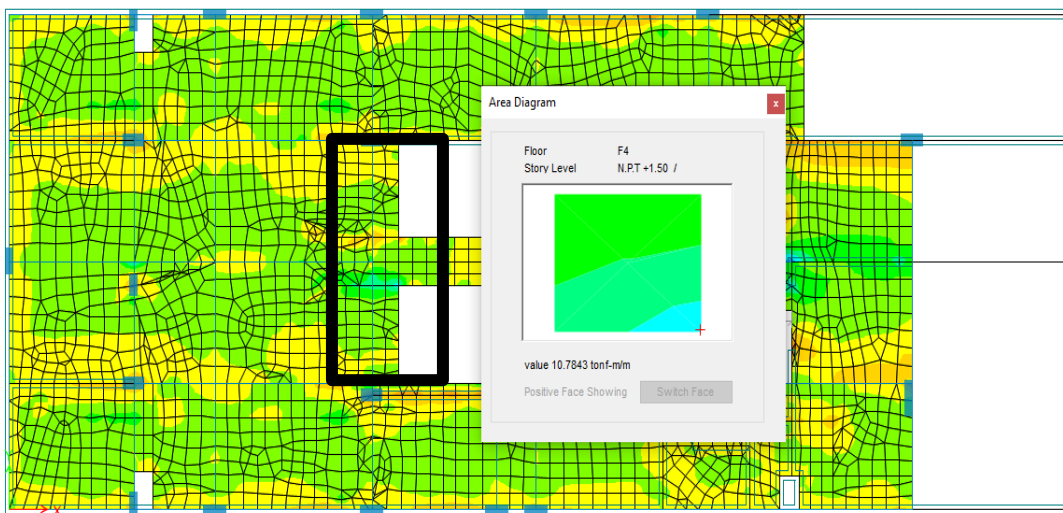 Area Diagram
x
Floor F4
Story Level N.P.T +1.50 /
value 10.7843 tonf-m/m
Positive Face Showing Switch Face
X